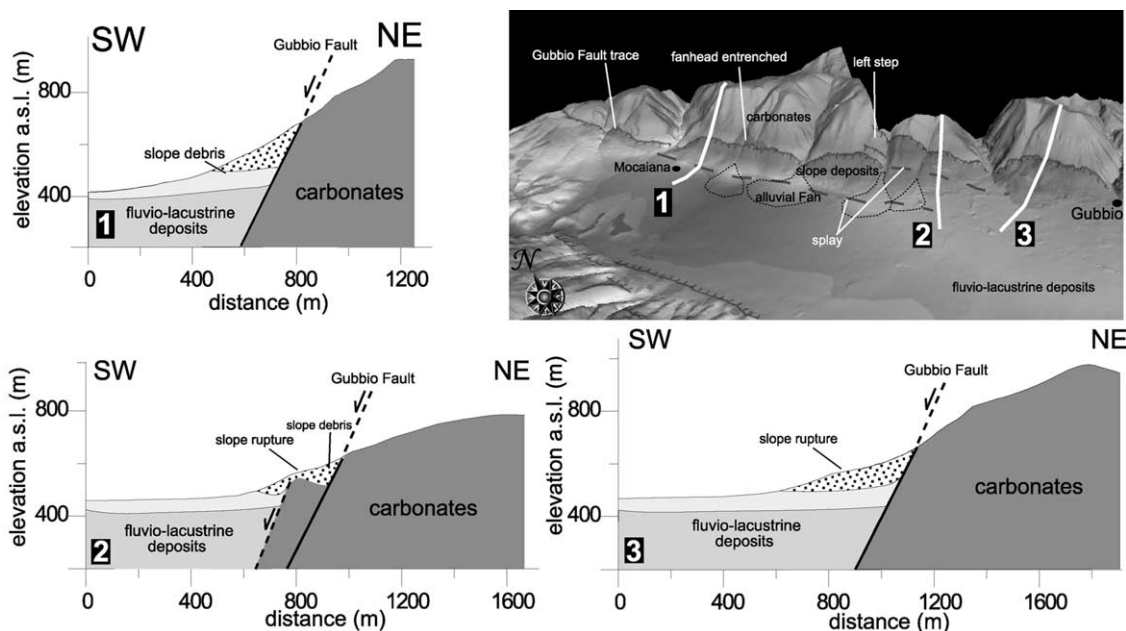 SW
NE
Gubbio
Fault
elevation a.s.l. (m)
800
400
slope debris
carbonates
fluvio-lacustrine
deposits
1
0
400
800
1200
distance (m)
Gubbio Fault trace
fanhead entrenched
left step
carbonates
Mocaiana
slope deposits
alluvial Fan
1
splay
2
3
Gubbio
N
fluvio-lacustrine deposits
SW
NE
Gubbio Fault
elevation a.s.l. (m)
800
400
slope rupture
slope debris
carbonates
fluvio-lacustrine
deposits
2
0
400
800
1200
1600
distance (m)
SW
NE
Gubbio Fault
elevation a.s.l. (m)
800
400
slope rupture
carbonates
fluvio-lacustrine
deposits
3
0
400
800
1200
1600
distance (m)